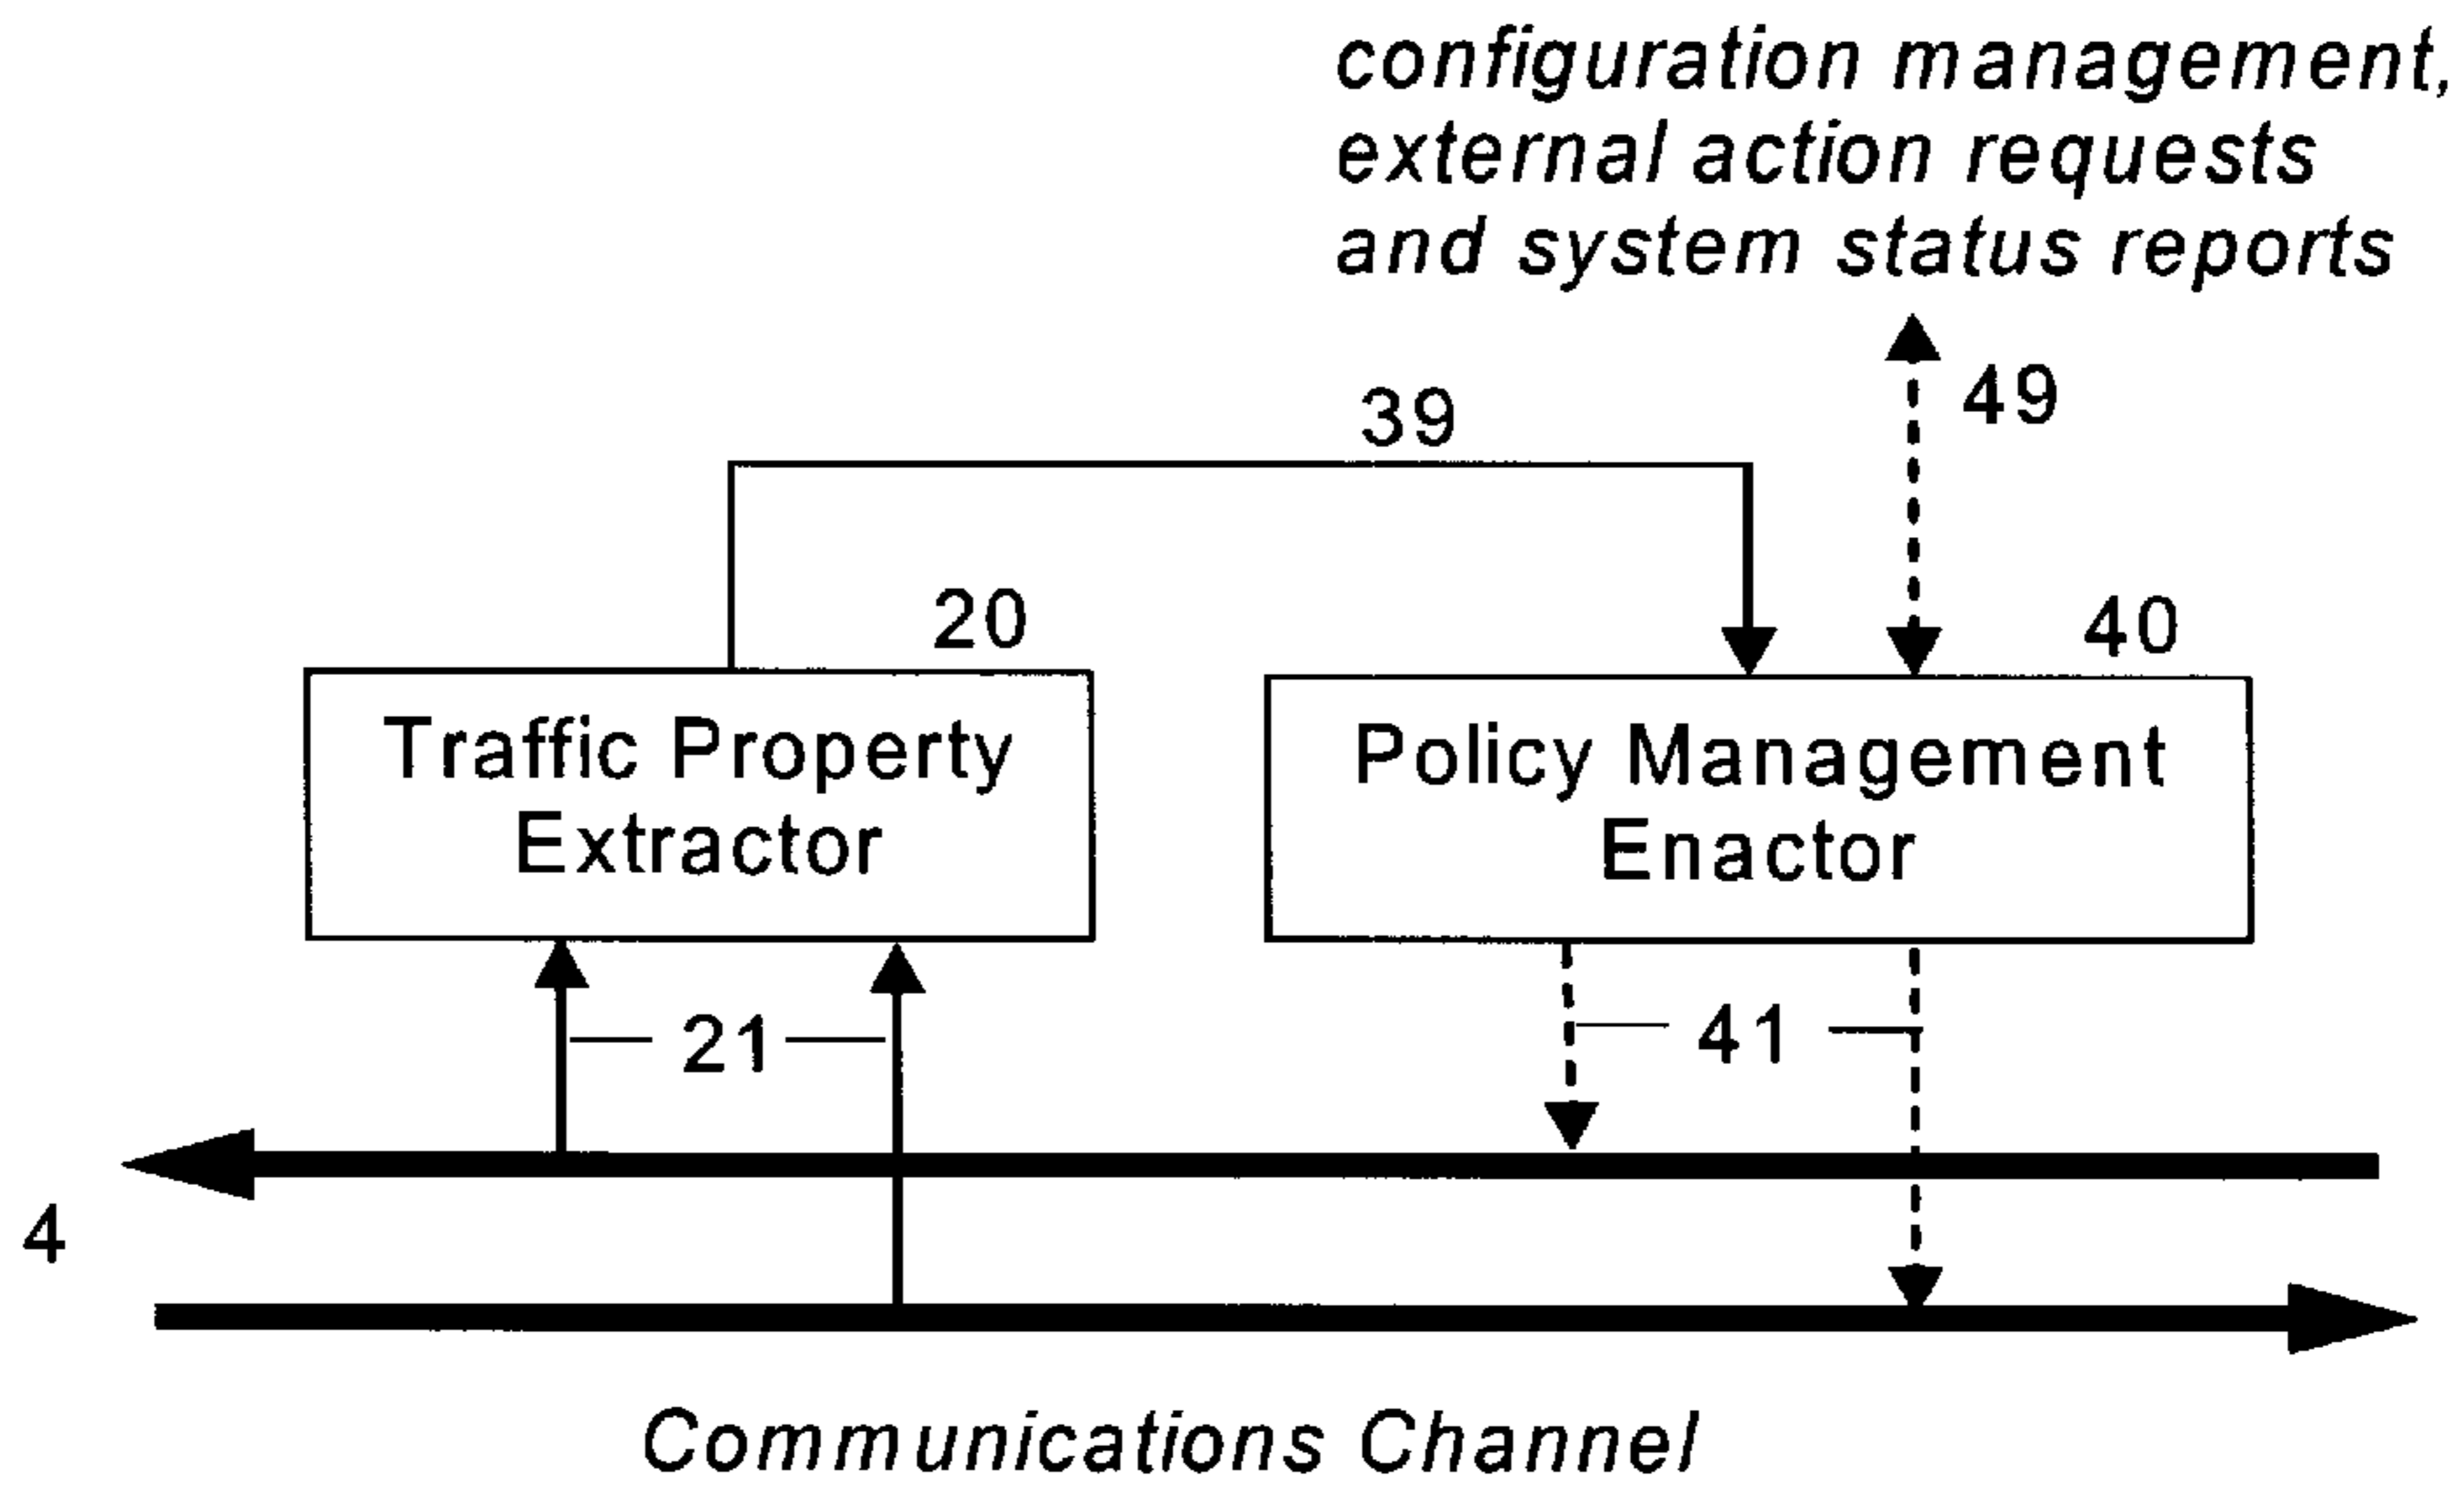 configuration management,
external action requests
and system status reports
49
39
20
40
Traffic Property
Extractor
Policy Management
Enactor
21
41
4
Communications Channel